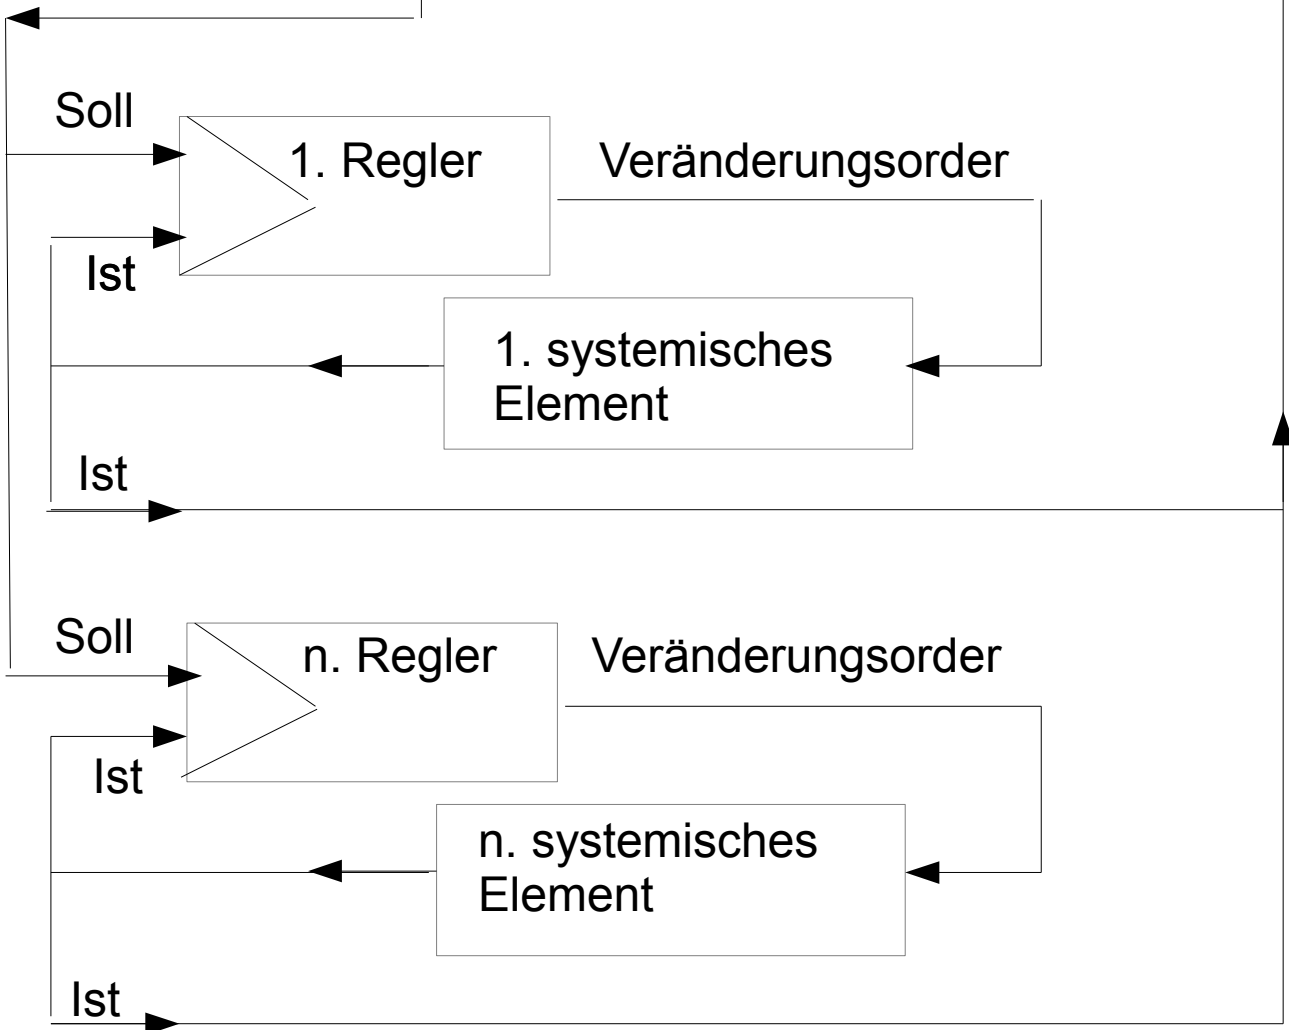 Soll
1. Regler
Veränderungsorder
Ist
1. systemisches
Element
Ist
Soll
n. Regler
Veränderungsorder
Ist
n. systemisches
Element
Ist